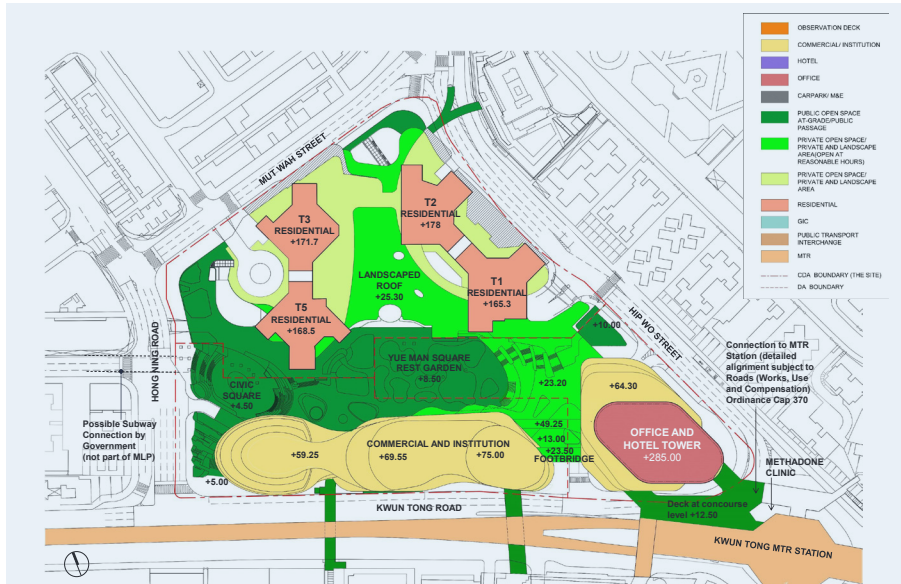 OBSERVATION DECK
COMMERCIAL/ INSTITUTION
HOTEL
OFFICE
CARPARK/ M&E
PUBLIC OPEN SPACE
AT-GRADE/PUBLIC
PASSAGE
PRIVATE OPEN SPACE/
PRIVATE AND LANDSCAPE
AREA(OPEN AT
REASONABLE HOURS)
PRIVATE OPEN SPACE/
PRIVATE AND LANDSCAPE
AREA
RESIDENTIAL
GIC
PUBLIC TRANSPORT
INTERCHANGE
MTR
CDA BOUNDARY (THE SITE)
DA BOUNDARY
MUT WAH STREET
T2
RESIDENTIAL
+178
T3
RESIDENTIAL
+171.7
LANDSCAPED
ROOF
+25.30
T1
RESIDENTIAL
+165.3
T5
RESIDENTIAL
+168.5
HIP WO STREET
+10.00
HONG NING ROAD
YUE MAN SQUARE
REST GARDEN
+8.50
Connection to MTR
Station (detailed
alignment subject to
Roads (Works, Use
and Compensation)
Ordinance Cap 370
CIVIC
SQUARE
+4.50
+23.20
+64.30
Possible Subway
Connection by
Government
(not part of MLP)
+49.25
+13.00
+23.50
FOOTBRIDGE
OFFICE AND
HOTEL TOWER
+285.00
COMMERCIAL AND INSTITUTION
+59.25
+69.55
+75.00
METHADONE
CLINIC
+5.00
Deck at concourse
level +12.50
KWUN TONG ROAD
KWUN TONG MTR STATION